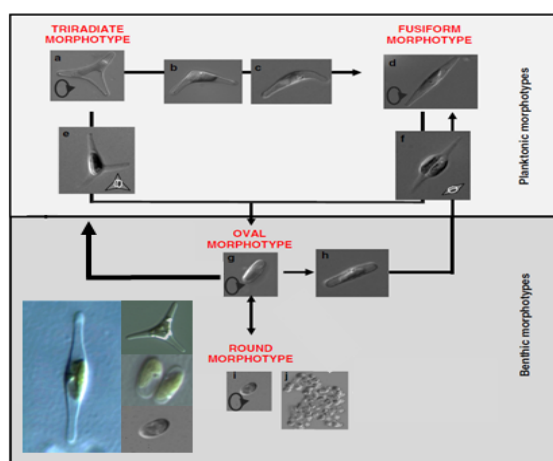 TRIRADIATE
MORPHOTYPE
FUSIFORM
MORPHOTYPE
a
b
c
d
e
f
Planktonic morphotypes
OVAL
MORPHOTYPE
g
h
ROUND
MORPHOTYPE
i
j
Benthic morphotypes